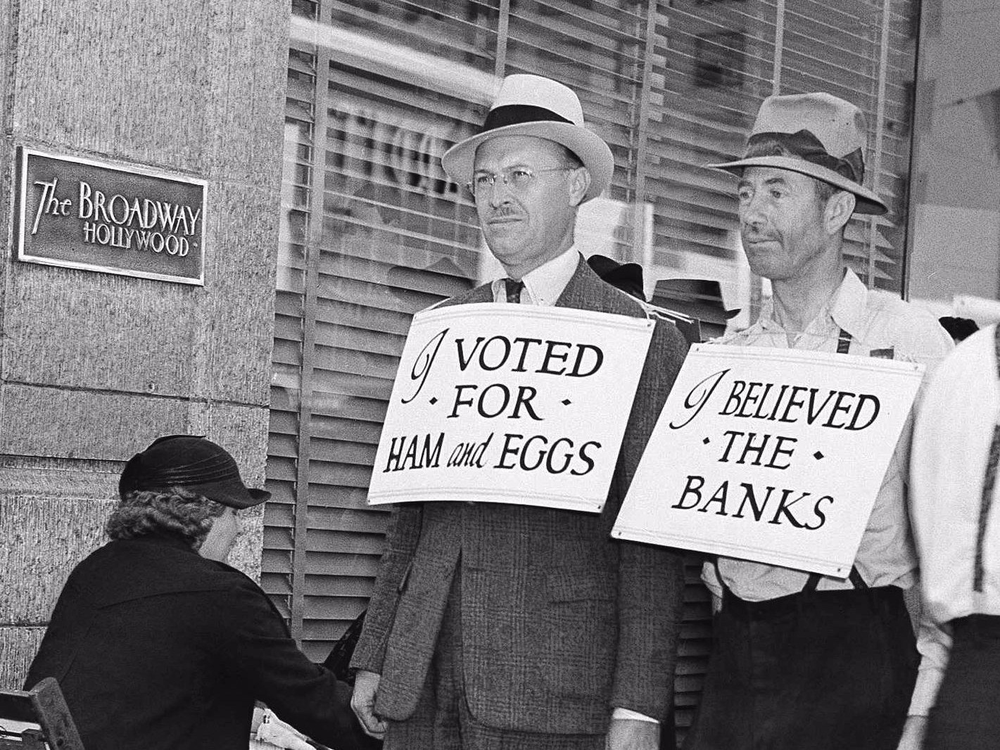 The BROADWAY
HOLLYWOOD
I VOTED
· FOR ·
HAM and EGGS
I BELIEVED
· THE ·
BANKS